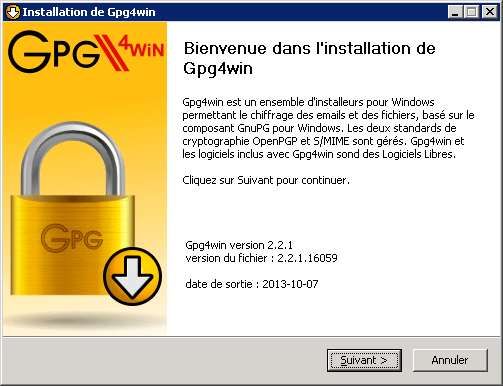 Installation de Gpg4win
GPG4WiN
Bienvenue dans l'installation de
Gpg4win
Gpg4win est un ensemble d'installeurs pour Windows
permettant le chiffrage des emails et des fichiers, basé sur le
composant GnuPG pour Windows. Les deux standards de
cryptographie OpenPGP et S/MIME sont gérés. Gpg4win et
les logiciels inclus avec Gpg4win sond des Logiciels Libres.
Cliquez sur Suivant pour continuer.
GPG
Gpg4win version 2.2.1
version du fichier : 2.2.1.16059
date de sortie : 2013-10-07
Suivant >
Annuler